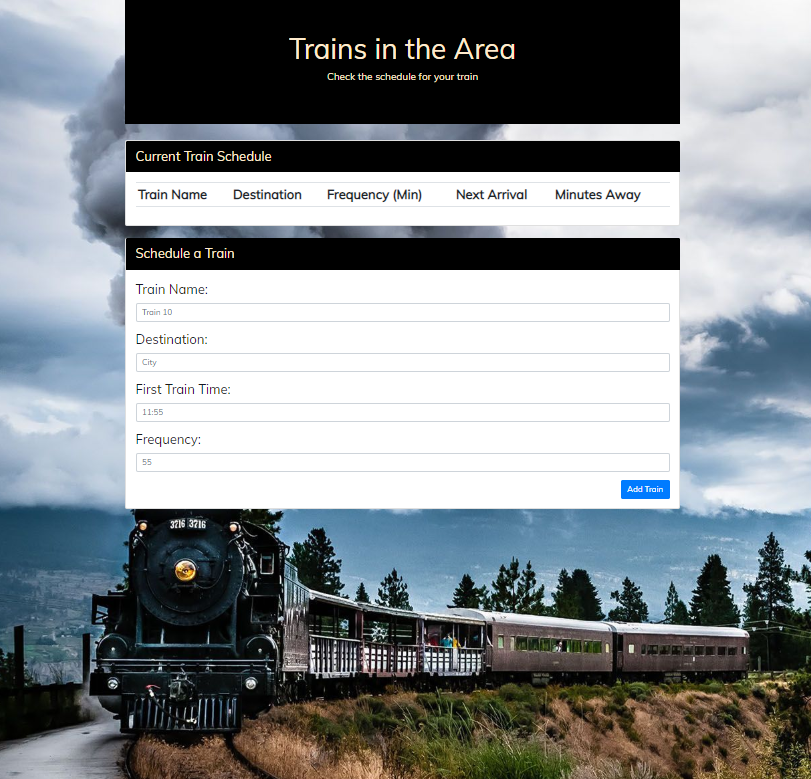 Trains in the Area
Check the schedule for your train
Current Train Schedule
Train Name Destination Frequency (Min) Next Arrival Minutes Away
Schedule a Train
Train Name:
Train 10
Destination:
City
First Train Time:
11:55
Frequency:
55
Add Train
3716 3716